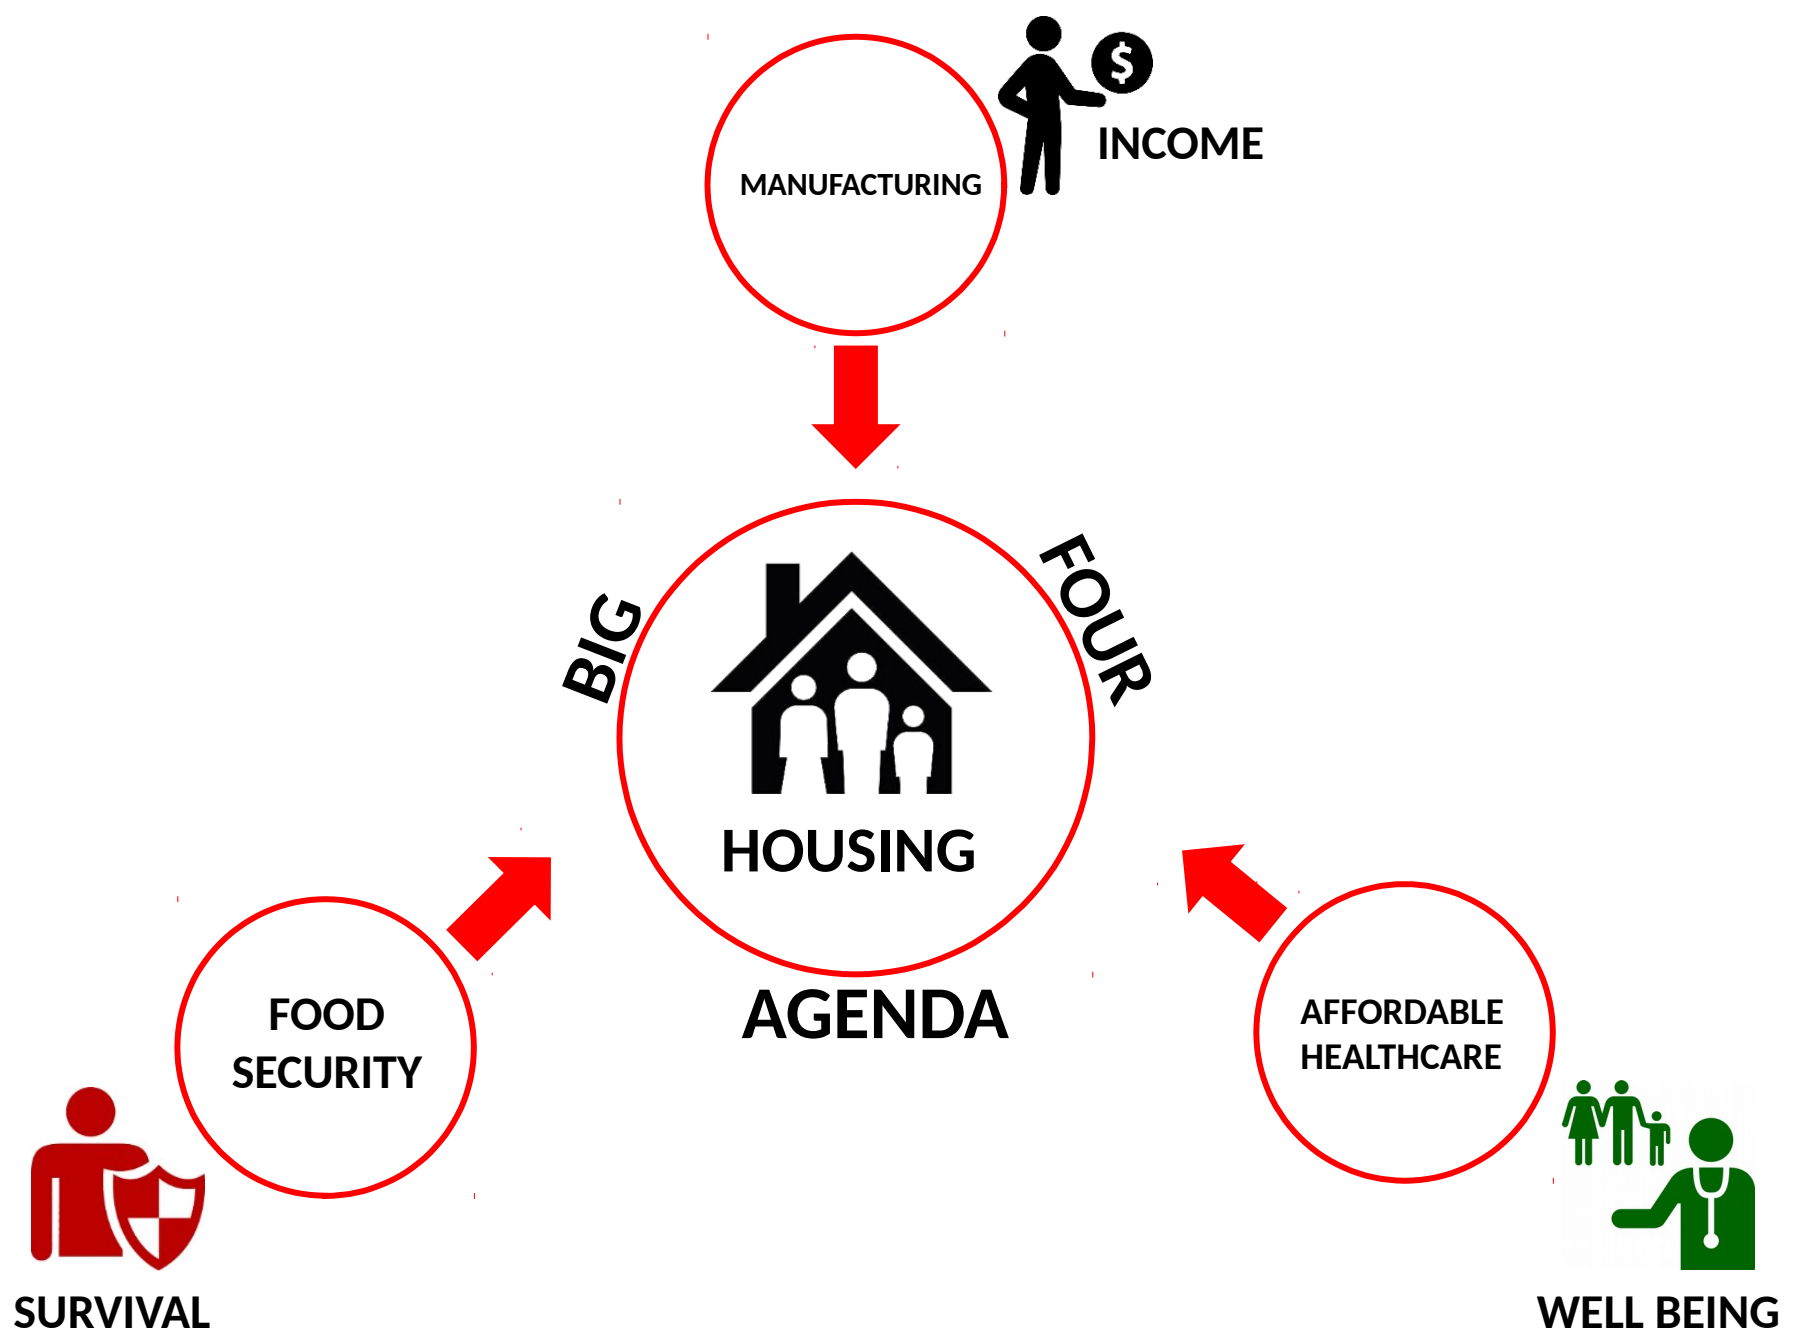 $
INCOME
MANUFACTURING
BIG
FOUR
HOUSING
AGENDA
FOOD
SECURITY
AFFORDABLE
HEALTHCARE
SURVIVAL
WELL BEING